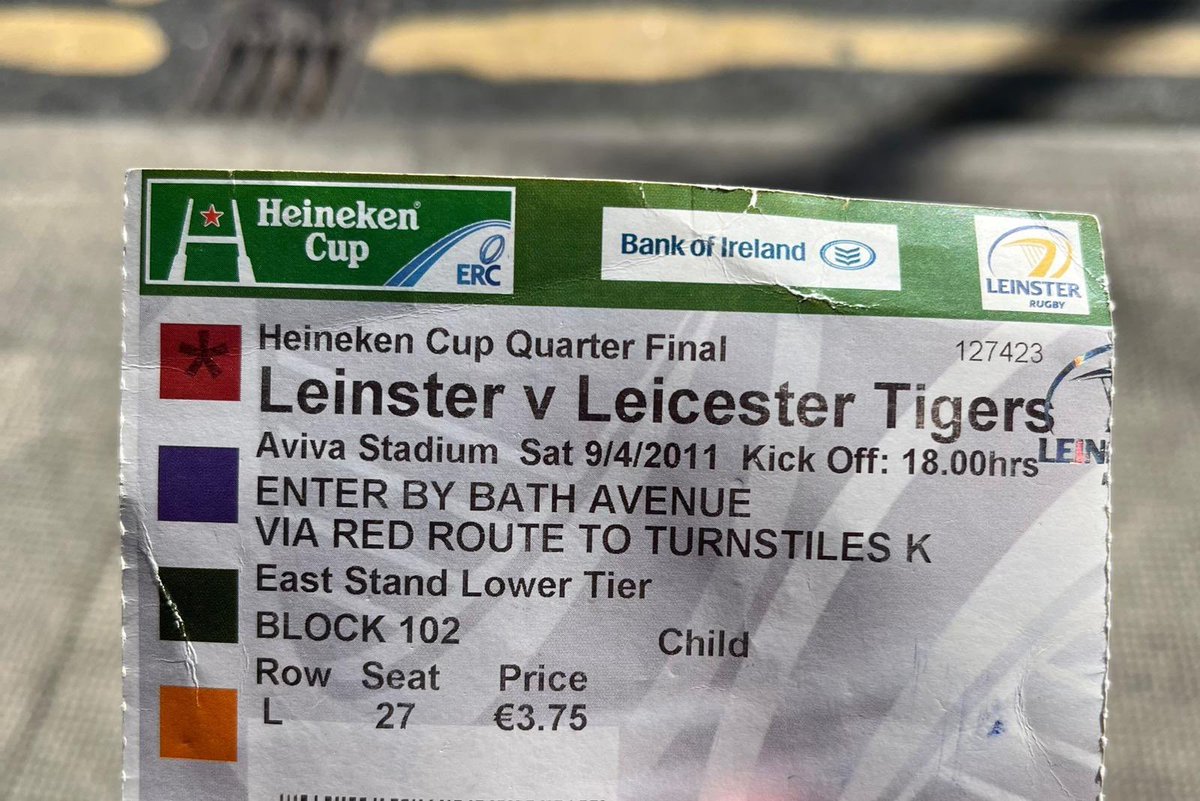 Heineken®
Cup
ERC
Bank of Ireland
LEINSTER
RUGBY
Heineken Cup Quarter Final
127423
Leinster v Leicester Tigers
Aviva Stadium Sat 9/4/2011 Kick Off: 18.00hrs
LEIN
ENTER BY BATH AVENUE
VIA RED ROUTE TO TURNSTILES K
East Stand Lower Tier
BLOCK 102
Child
Row Seat Price
L 27 €3.75